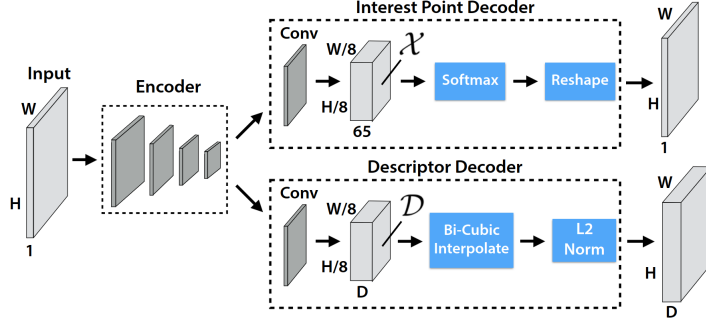 Interest Point Decoder
Conv
W/8
𝒳
W
Input
Encoder
W
Softmax
Reshape
H/8
H
H
65
1
Descriptor Decoder
1
Conv
W/8
𝒟
W
Bi-Cubic
Interpolate
L2
Norm
H/8
H
D
D